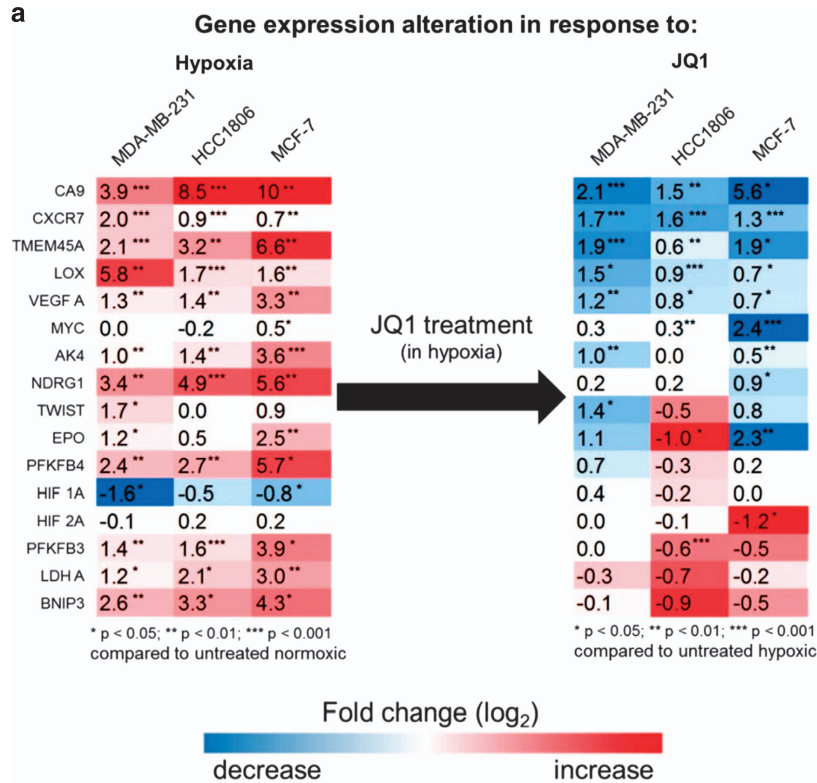 a
Gene expression alteration in response to:
Hypoxia JQ1
MDA-MB-231 HCC1806 MCF-7 MDA-MB-231 HCC1806 MCF-7
CA9 3.9 *** 8.5 *** 10 ** 2.1 *** 1.5 ** 5.6 *
CXCR7 2.0 *** 0.9 *** 0.7 ** 1.7 *** 1.6 *** 1.3 ***
TMEM45A 2.1 *** 3.2 ** 6.6 ** 1.9 *** 0.6 ** 1.9 *
LOX 5.8 ** 1.7 *** 1.6 ** 1.5 * 0.9 *** 0.7 *
VEGF A 1.3 ** 1.4 ** 3.3 ** 1.2 ** 0.8 * 0.7 *
MYC 0.0 -0.2 0.5 * 0.3 0.3 ** 2.4 ***
AK4 1.0 ** 1.4 ** 3.6 *** 1.0 ** 0.0 0.5 **
NDRG1 3.4 ** 4.9 *** 5.6 ** 0.2 0.2 0.9 *
TWIST 1.7 * 0.0 0.9 1.4 * -0.5 0.8
EPO 1.2 * 0.5 2.5 ** 1.1 -1.0 * 2.3 **
PFKFB4 2.4 ** 2.7 ** 5.7 * 0.7 -0.3 0.2
HIF 1A -1.6 * -0.5 -0.8 * 0.4 -0.2 0.0
HIF 2A -0.1 0.2 0.2 0.0 -0.1 -1.2 *
PFKFB3 1.4 ** 1.6 *** 3.9 * 0.0 -0.6 *** -0.5
LDH A 1.2 * 2.1 * 3.0 ** -0.3 -0.7 -0.2
BNIP3 2.6 ** 3.3 * 4.3 * -0.1 -0.9 -0.5
JQ1 treatment
(in hypoxia)
* p < 0.05; ** p < 0.01; *** p < 0.001
compared to untreated normoxic
* p < 0.05; ** p < 0.01; *** p < 0.001
compared to untreated hypoxic
Fold change (log2)
decrease increase